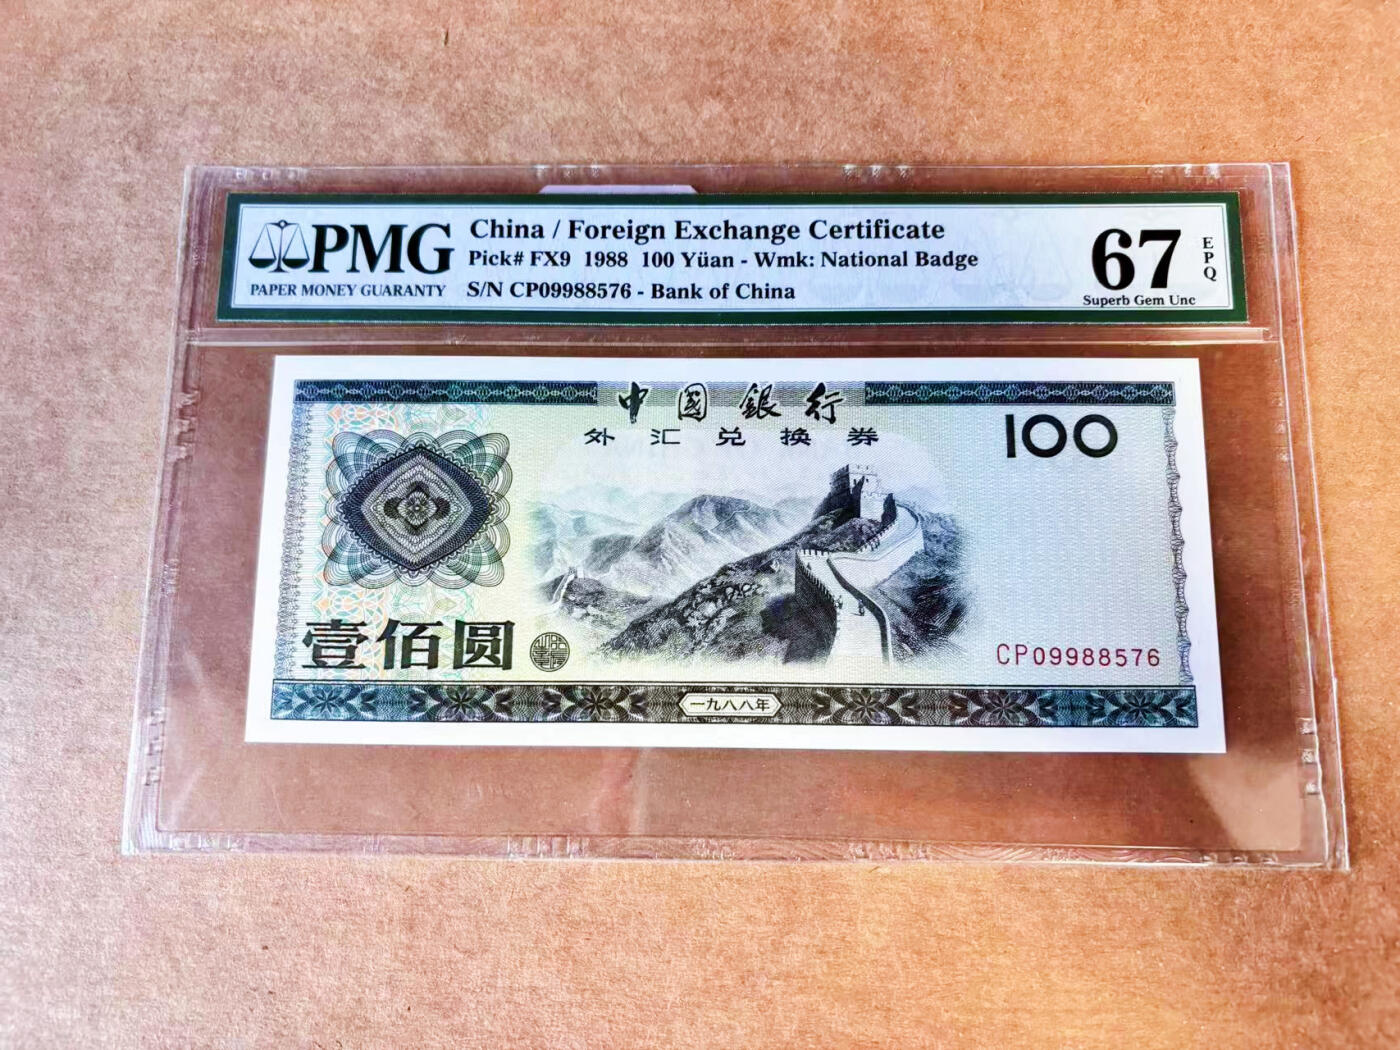 PMG
PAPER MONEY GUARANTY
China / Foreign Exchange Certificate
Pick# FX9 1988 100 Yüan - Wmk: National Badge
S/N CP09988576 - Bank of China
67
EPQ
Superb Gem Unc
中國銀行
外汇兑换券
100
壹佰圆
CP09988576
一九八八年